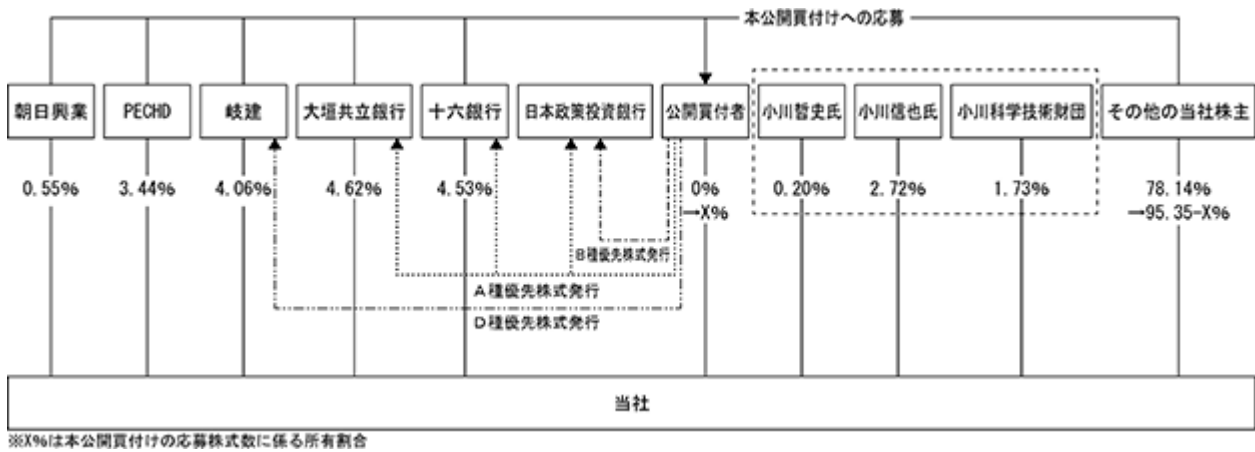 本公開買付けへの応募
朝日興業
PECHD
岐建
大垣共立銀行
十六銀行
日本政策投資銀行
公開買付者
小川哲史氏
小川信也氏
小川科学技術財団
その他の当社株主
0.55%
3.44%
4.06%
4.62%
4.53%
0%
→X%
0.20%
2.72%
1.73%
78.14%
→95.35-X%
B種優先株式発行
A種優先株式発行
D種優先株式発行
当社
※X%は本公開買付けの応募株式数に係る所有割合